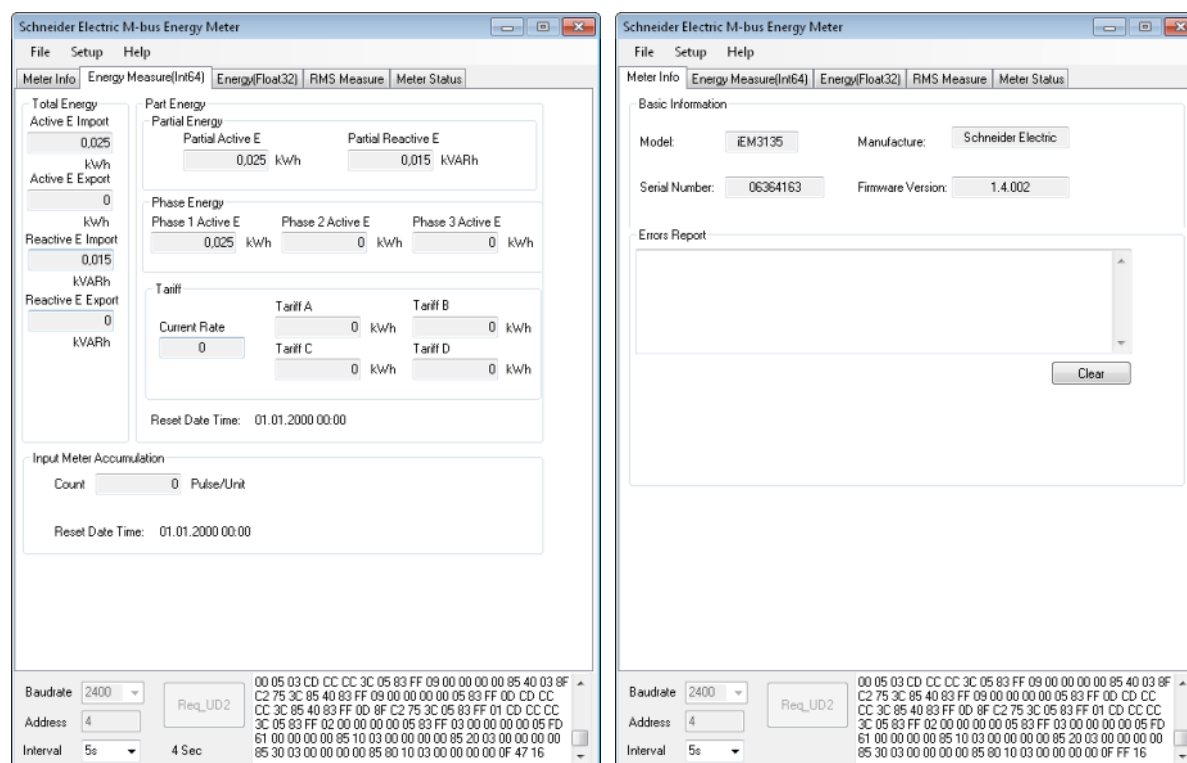 Schneider Electric M-bus Energy Meter
File Setup Help
Meter Info Energy Measure(Int64) Energy(Float32) RMS Measure Meter Status
Total Energy
Active E Import
0,025
kWh
Active E Export
0
kWh
Reactive E Import
0,015
kVARh
Reactive E Export
0
kVARh
Part Energy
Partial Energy
Partial Active E Partial Reactive E
0,025 kWh 0,015 kVARh
Phase Energy
Phase 1 Active E Phase 2 Active E Phase 3 Active E
0,025 kWh 0 kWh 0 kWh
Tariff
Current Rate
0
Tariff A Tariff B
0 kWh 0 kWh
Tariff C Tariff D
0 kWh 0 kWh
Reset Date Time: 01.01.2000 00:00
Input Meter Accumulation
Count 0 Pulse/Unit
Reset Date Time: 01.01.2000 00:00
Baudrate 2400
Address 4
Interval 5s
Req_UD2
4 Sec
00 05 03 CD CC CC 3C 05 83 FF 09 00 00 00 00 85 40 03 8F
C2 75 3C 85 40 83 FF 09 00 00 00 00 05 83 FF 0D CD CC
CC 3C 85 40 83 FF 0D 8F C2 75 3C 05 83 FF 01 CD CC CC
3C 05 83 FF 02 00 00 00 00 05 83 FF 03 00 00 00 00 05 FD
61 00 00 00 00 85 10 03 00 00 00 00 85 20 03 00 00 00 00
85 30 03 00 00 00 00 85 80 10 03 00 00 00 00 0F 47 16
Schneider Electric M-bus Energy Meter
File Setup Help
Meter Info Energy Measure(Int64) Energy(Float32) RMS Measure Meter Status
Basic Information
Model: iEM3135 Manufacture: Schneider Electric
Serial Number: 06364163 Firmware Version: 1.4.002
Errors Report
Clear
Baudrate 2400
Address 4
Interval 5s
Req_UD2
00 05 03 CD CC CC 3C 05 83 FF 09 00 00 00 00 85 40 03 8F
C2 75 3C 85 40 83 FF 09 00 00 00 00 05 83 FF 0D CD CC
CC 3C 85 40 83 FF 0D 8F C2 75 3C 05 83 FF 01 CD CC CC
3C 05 83 FF 02 00 00 00 00 05 83 FF 03 00 00 00 00 05 FD
61 00 00 00 00 85 10 03 00 00 00 00 85 20 03 00 00 00 00
85 30 03 00 00 00 00 85 80 10 03 00 00 00 00 0F FF 16